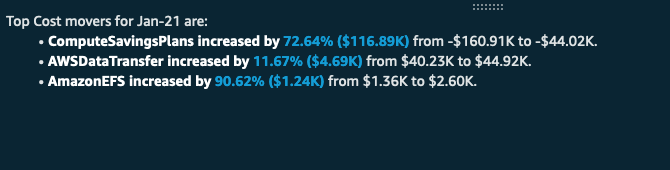 Top Cost movers for Jan-21 are:
• ComputeSavingsPlans increased by 72.64% ($116.89K) from -$160.91K to -$44.02K.
• AWSDataTransfer increased by 11.67% ($4.69K) from $40.23K to $44.92K.
• AmazonEFS increased by 90.62% ($1.24K) from $1.36K to $2.60K.